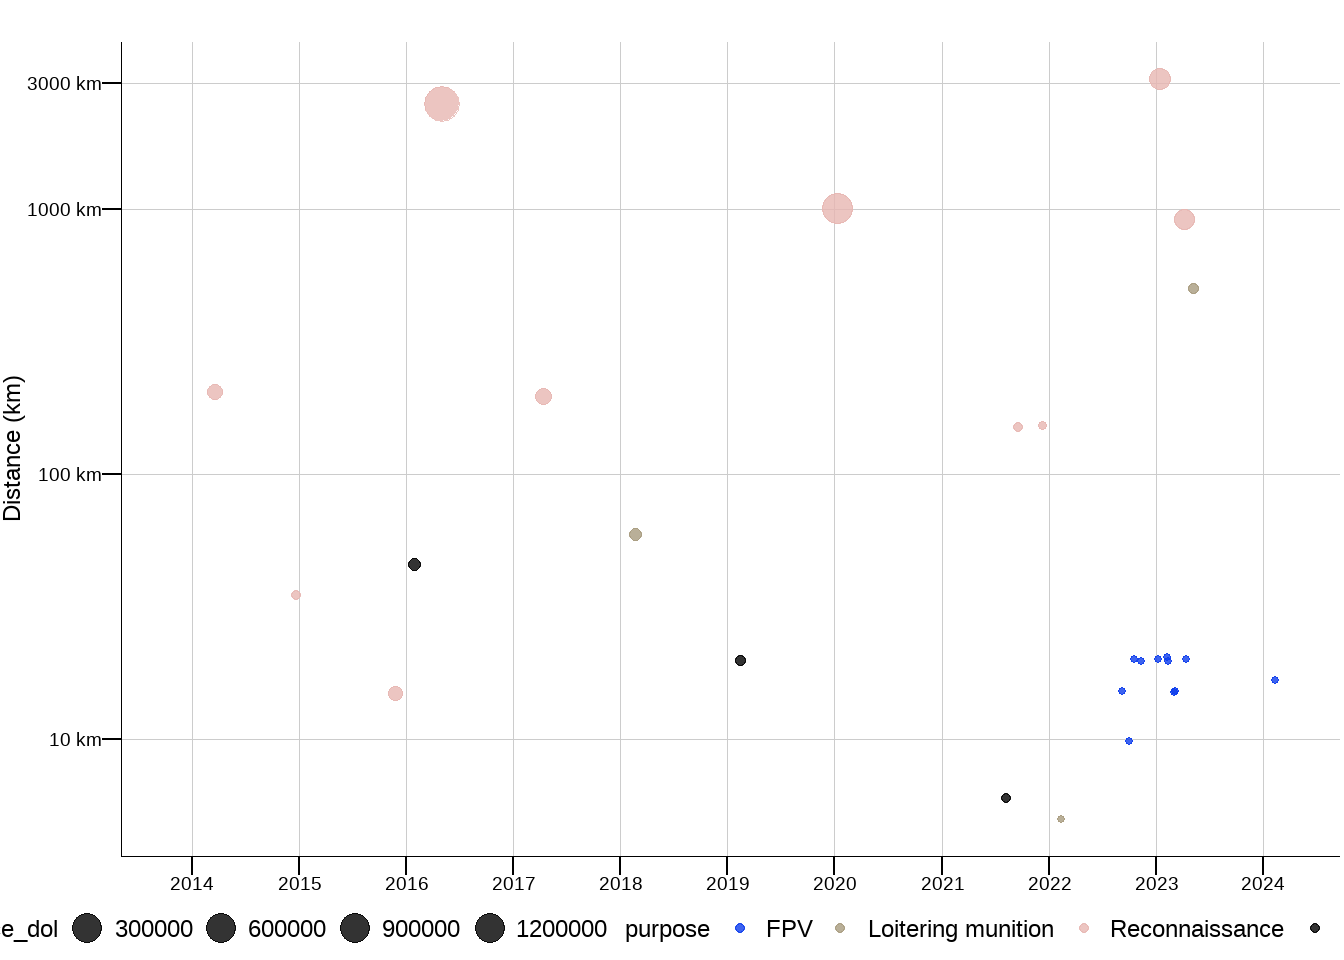 3000 km
1000 km
100 km
10 km
Distance (km)
2014 2015 2016 2017 2018 2019 2020 2021 2022 2023 2024
e_dol 300000 600000 900000 1200000 purpose FPV Loitering munition Reconnaissance